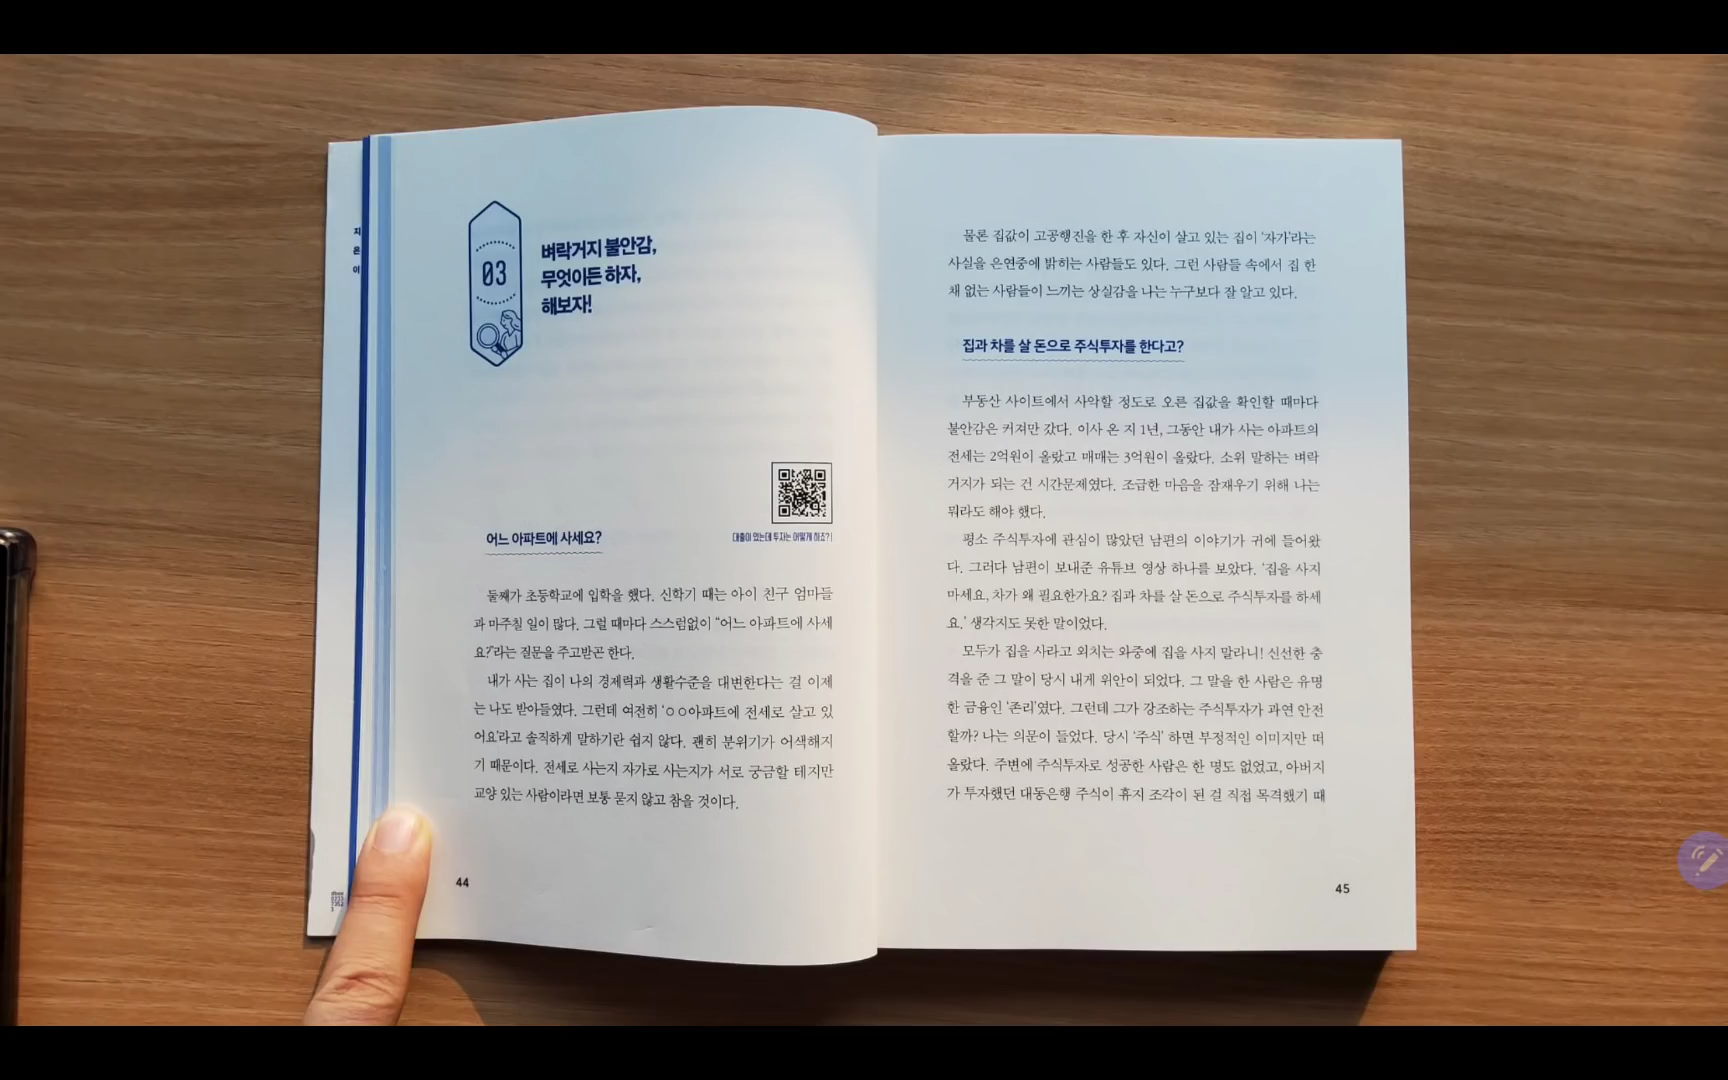 지
은
이
03
벼락거지 불안감,
무엇이든 하자,
해보자!
어느 아파트에 사세요?
대출이 있는데 투자는 어떻게 하죠?
둘째가 초등학교에 입학을 했다. 신학기 때는 아이 친구 엄마들
과 마주칠 일이 많다. 그럴 때마다 스스럼없이 “어느 아파트에 사세
요?”라는 질문을 주고받곤 한다.
내가 사는 집이 나의 경제력과 생활수준을 대변한다는 걸 이제
는 나도 받아들였다. 그런데 여전히 ‘○○아파트에 전세로 살고 있
어요’라고 솔직하게 말하기란 쉽지 않다. 괜히 분위기가 어색해지
기 때문이다. 전세로 사는지 자가로 사는지가 서로 궁금할 테지만
교양 있는 사람이라면 보통 묻지 않고 참을 것이다.
44
물론 집값이 고공행진을 한 후 자신이 살고 있는 집이 ‘자가’라는
사실을 은연중에 밝히는 사람들도 있다. 그런 사람들 속에서 집 한
채 없는 사람들이 느끼는 상실감을 나는 누구보다 잘 알고 있다.
집과 차를 살 돈으로 주식투자를 한다고?
부동산 사이트에서 사악할 정도로 오른 집값을 확인할 때마다
불안감은 커져만 갔다. 이사 온 지 1년, 그동안 내가 사는 아파트의
전세는 2억원이 올랐고 매매는 3억원이 올랐다. 소위 말하는 벼락
거지가 되는 건 시간문제였다. 조급한 마음을 잠재우기 위해 나는
뭐라도 해야 했다.
평소 주식투자에 관심이 많았던 남편의 이야기가 귀에 들어왔
다. 그러다 남편이 보내준 유튜브 영상 하나를 보았다. ‘집을 사지
마세요, 차가 왜 필요한가요? 집과 차를 살 돈으로 주식투자를 하세
요.’ 생각지도 못한 말이었다.
모두가 집을 사라고 외치는 와중에 집을 사지 말라니! 신선한 충
격을 준 그 말이 당시 내게 위안이 되었다. 그 말을 한 사람은 유명
한 금융인 ‘존리’였다. 그런데 그가 강조하는 주식투자가 과연 안전
할까? 나는 의문이 들었다. 당시 ‘주식’ 하면 부정적인 이미지만 떠
올랐다. 주변에 주식투자로 성공한 사람은 한 명도 없었고, 아버지
가 투자했던 대동은행 주식이 휴지 조각이 된 걸 직접 목격했기 때
45